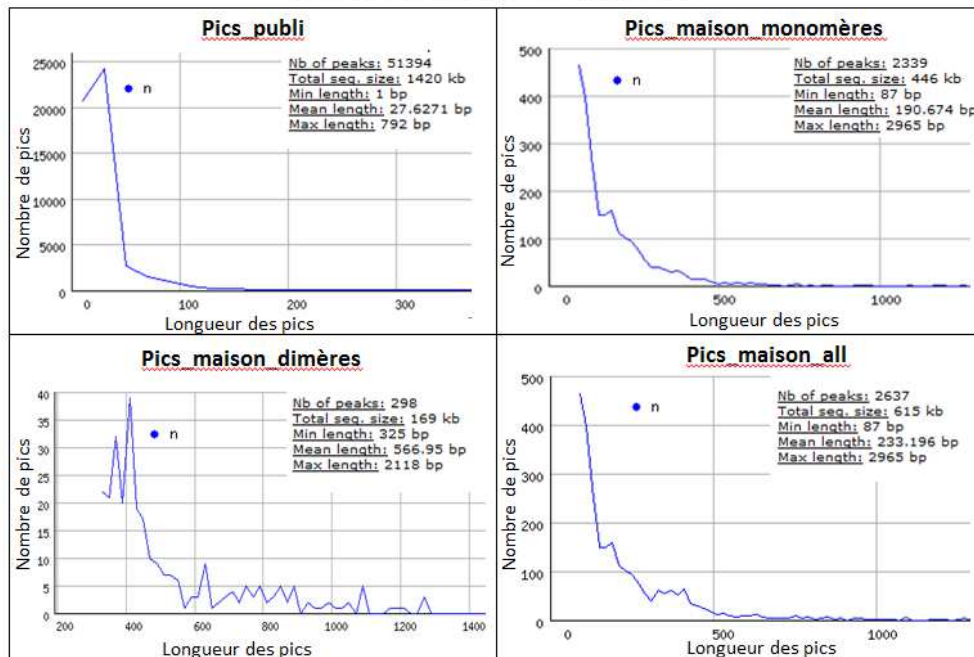 Pics_publi
25000
20000
15000
10000
5000
0
n
Nb of peaks: 51394
Total seq. size: 1420 kb
Min length: 1 bp
Mean length: 27.6271 bp
Max length: 792 bp
Nombre de pics
0 100 200 300
Longueur des pics
Pics_maison_monomères
500
400
300
200
100
0
n
Nb of peaks: 2339
Total seq. size: 446 kb
Min length: 87 bp
Mean length: 190.674 bp
Max length: 2965 bp
Nombre de pics
0 500 1000
Longueur des pics
Pics_maison_dimères
40
35
30
25
20
15
10
5
0
n
Nb of peaks: 298
Total seq. size: 169 kb
Min length: 325 bp
Mean length: 566.95 bp
Max length: 2118 bp
Nombre de pics
200 400 600 800 1000 1200 1400
Longueur des pics
Pics_maison_all
500
400
300
200
100
0
n
Nb of peaks: 2637
Total seq. size: 615 kb
Min length: 87 bp
Mean length: 233.196 bp
Max length: 2965 bp
Nombre de pics
0 500 1000
Longueur des pics